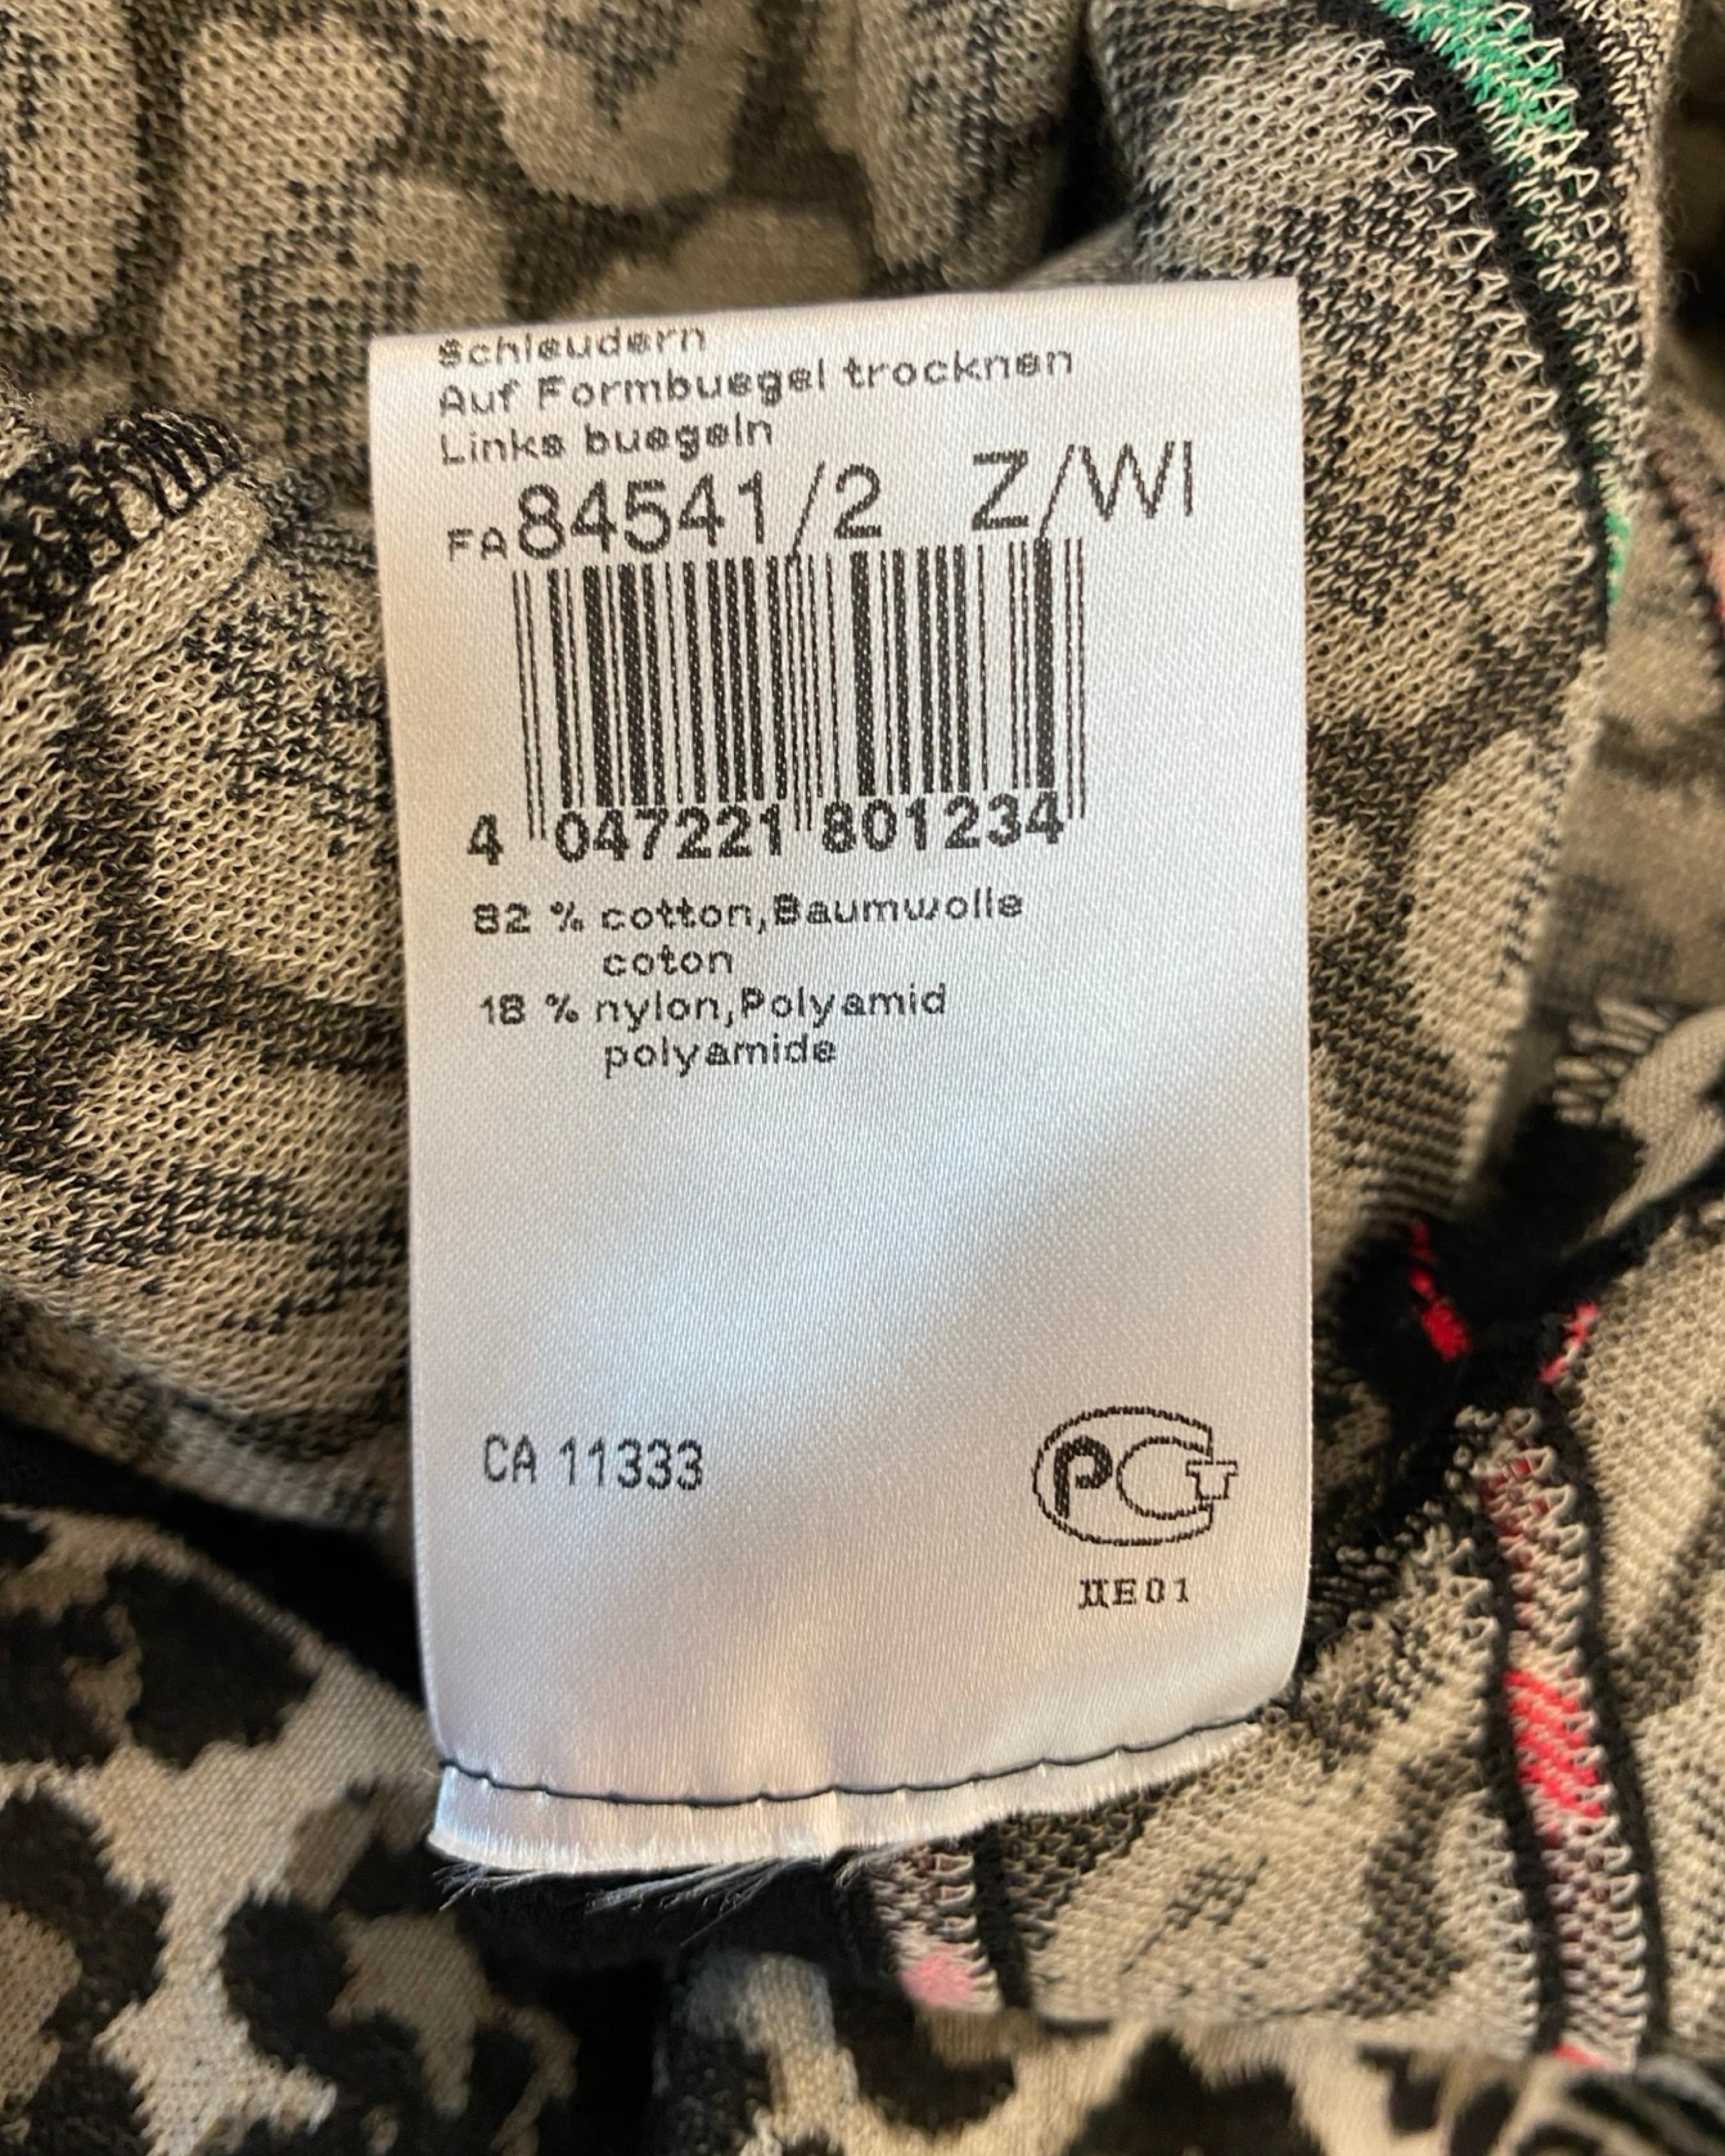 Schleudern
Auf Formbuegel trocknen
Links buegeln
FA 84541/2 Z/WI
4 047221 801234
82 % cotton,Baumwolle
coton
18 % nylon,Polyamid
polyamide
CA 11333
РСТ
ME01